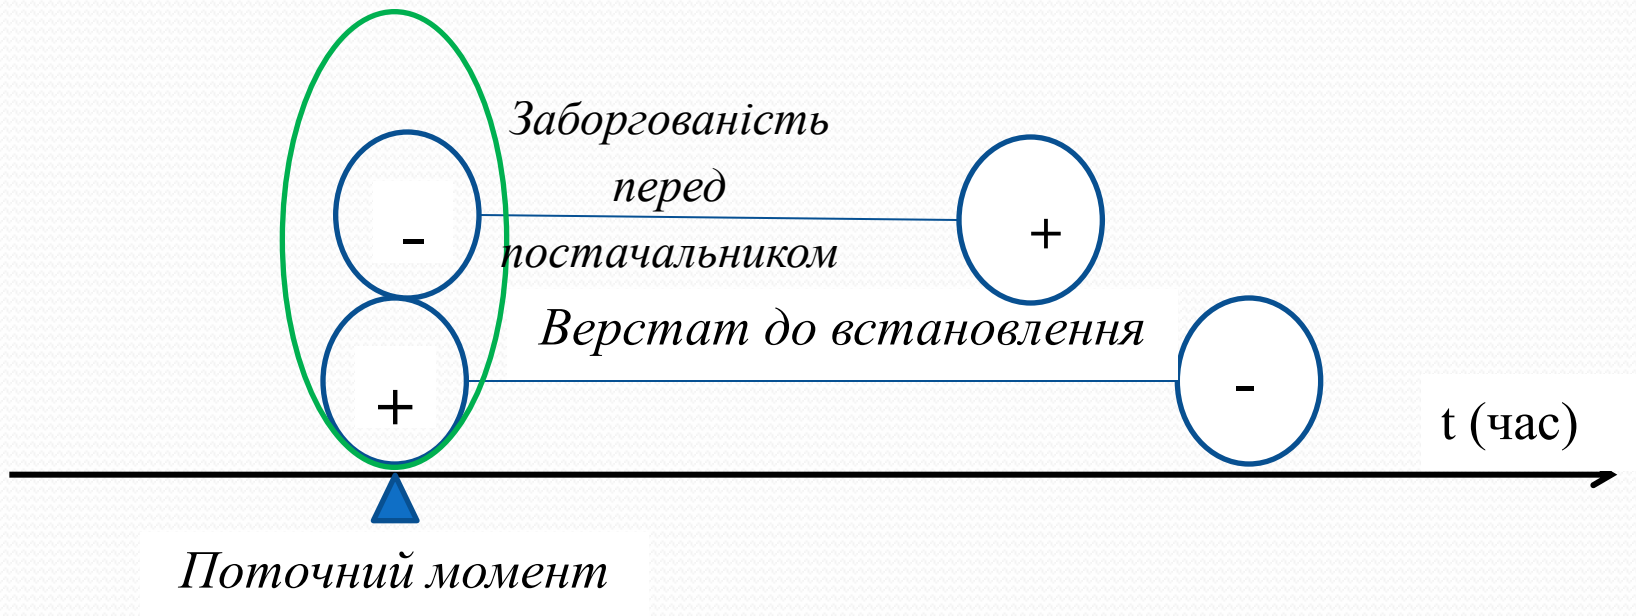 Заборгованість
перед
-
+
постачальником
Верстат до встановлення
+
-
t (час)
Поточний момент